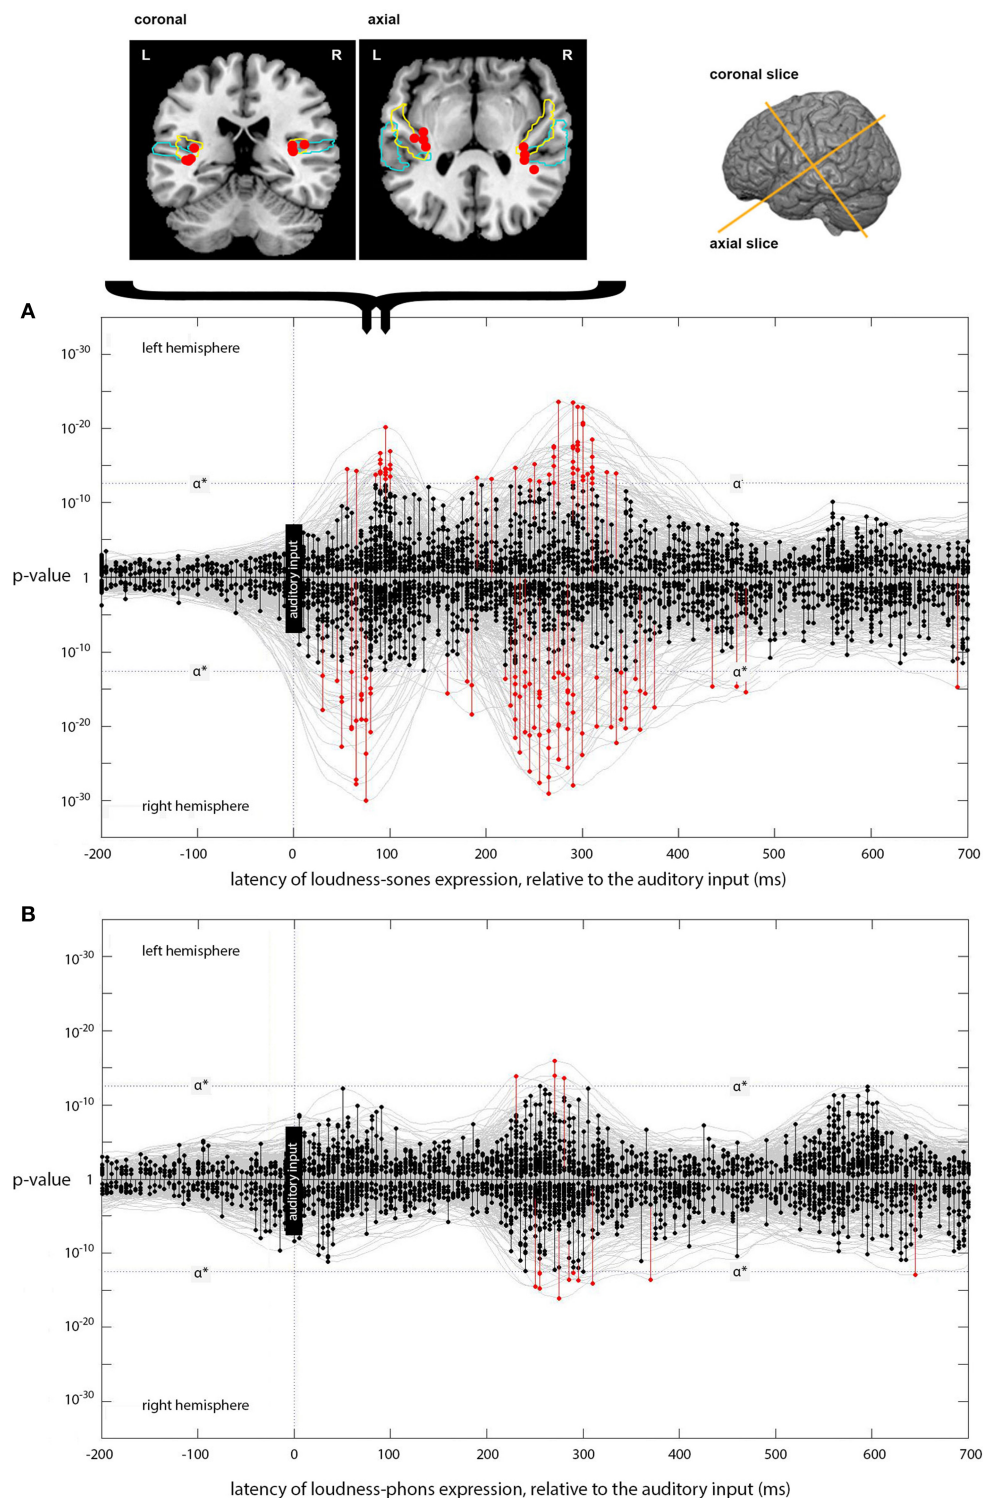 coronal
axial
L R
L R
coronal slice
axial slice
A
left hemisphere
10-30
10-20
α* α
10-10
auditory input
p-value 1
10-10
α* α*
10-20
10-30
right hemisphere
-200 -100 0 100 200 300 400 500 600 700
latency of loudness-sones expression, relative to the auditory input (ms)
B
left hemisphere
10-30
10-20
α* α*
10-10
auditory input
p-value 1
10-10
α* α*
10-20
10-30
right hemisphere
-200 -100 0 100 200 300 400 500 600 700
latency of loudness-phons expression, relative to the auditory input (ms)